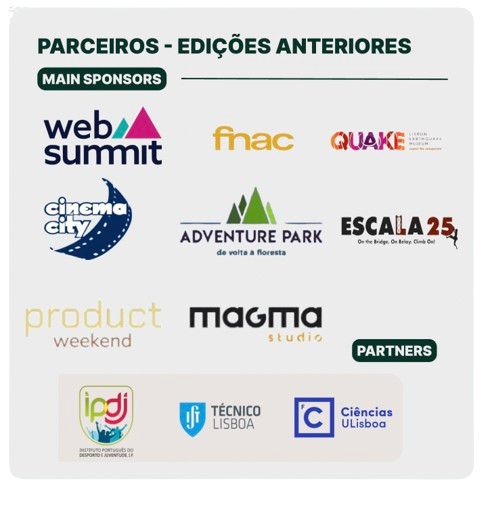 PARCEIROS - EDIÇÕES ANTERIORES
MAIN SPONSORS
web
summit
fnac
QUAKE
LISBON
EARTHQUAKE
MUSEUM
cinema
city
ADVENTURE PARK
de volta à floresta
ESCALA 25
On the Bridge. On Belay. Climb On!
product
weekend
maGma
studio
PARTNERS
ipdj
INSTITUTO PORTUGUÊS DO
DESPORTO E JUVENTUDE, I.P.
TÉCNICO
LISBOA
FC
Ciências
ULisboa